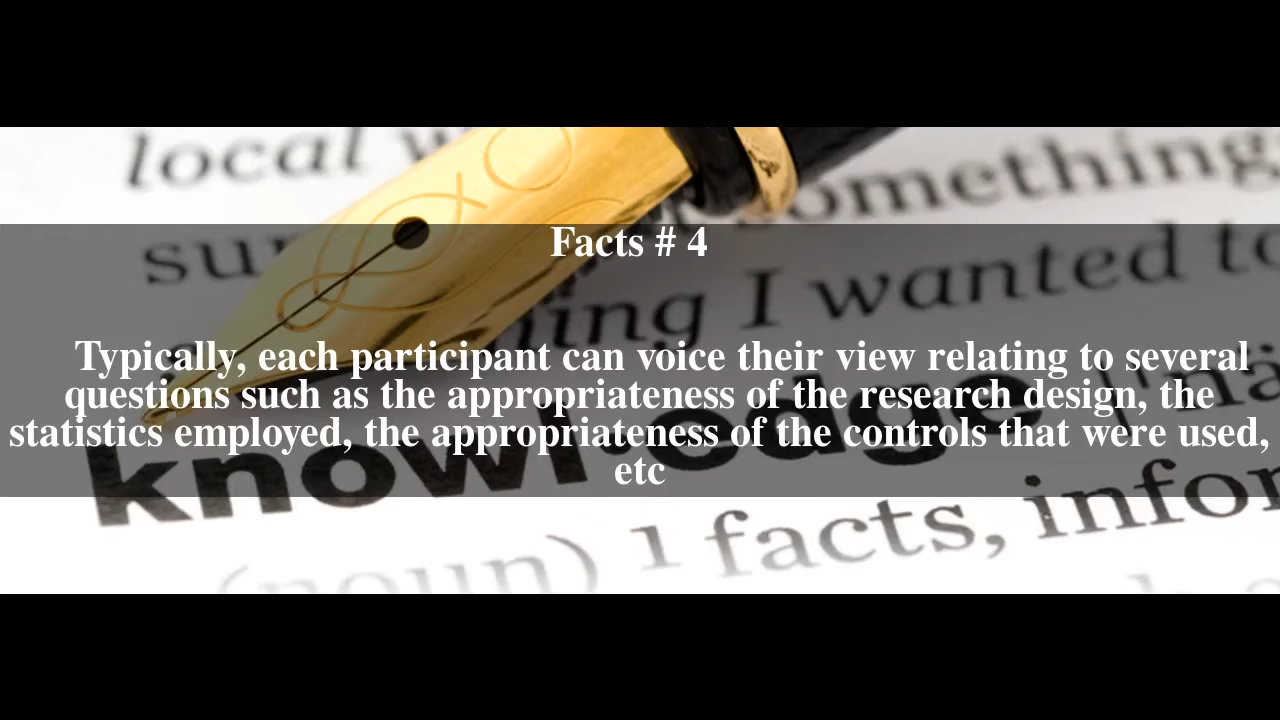 local
something
Facts # 4
I wanted to
Typically, each participant can voice their view relating to several
questions such as the appropriateness of the research design, the
statistics employed, the appropriateness of the controls that were used,
etc
knowledge
(noun) 1 facts, infor